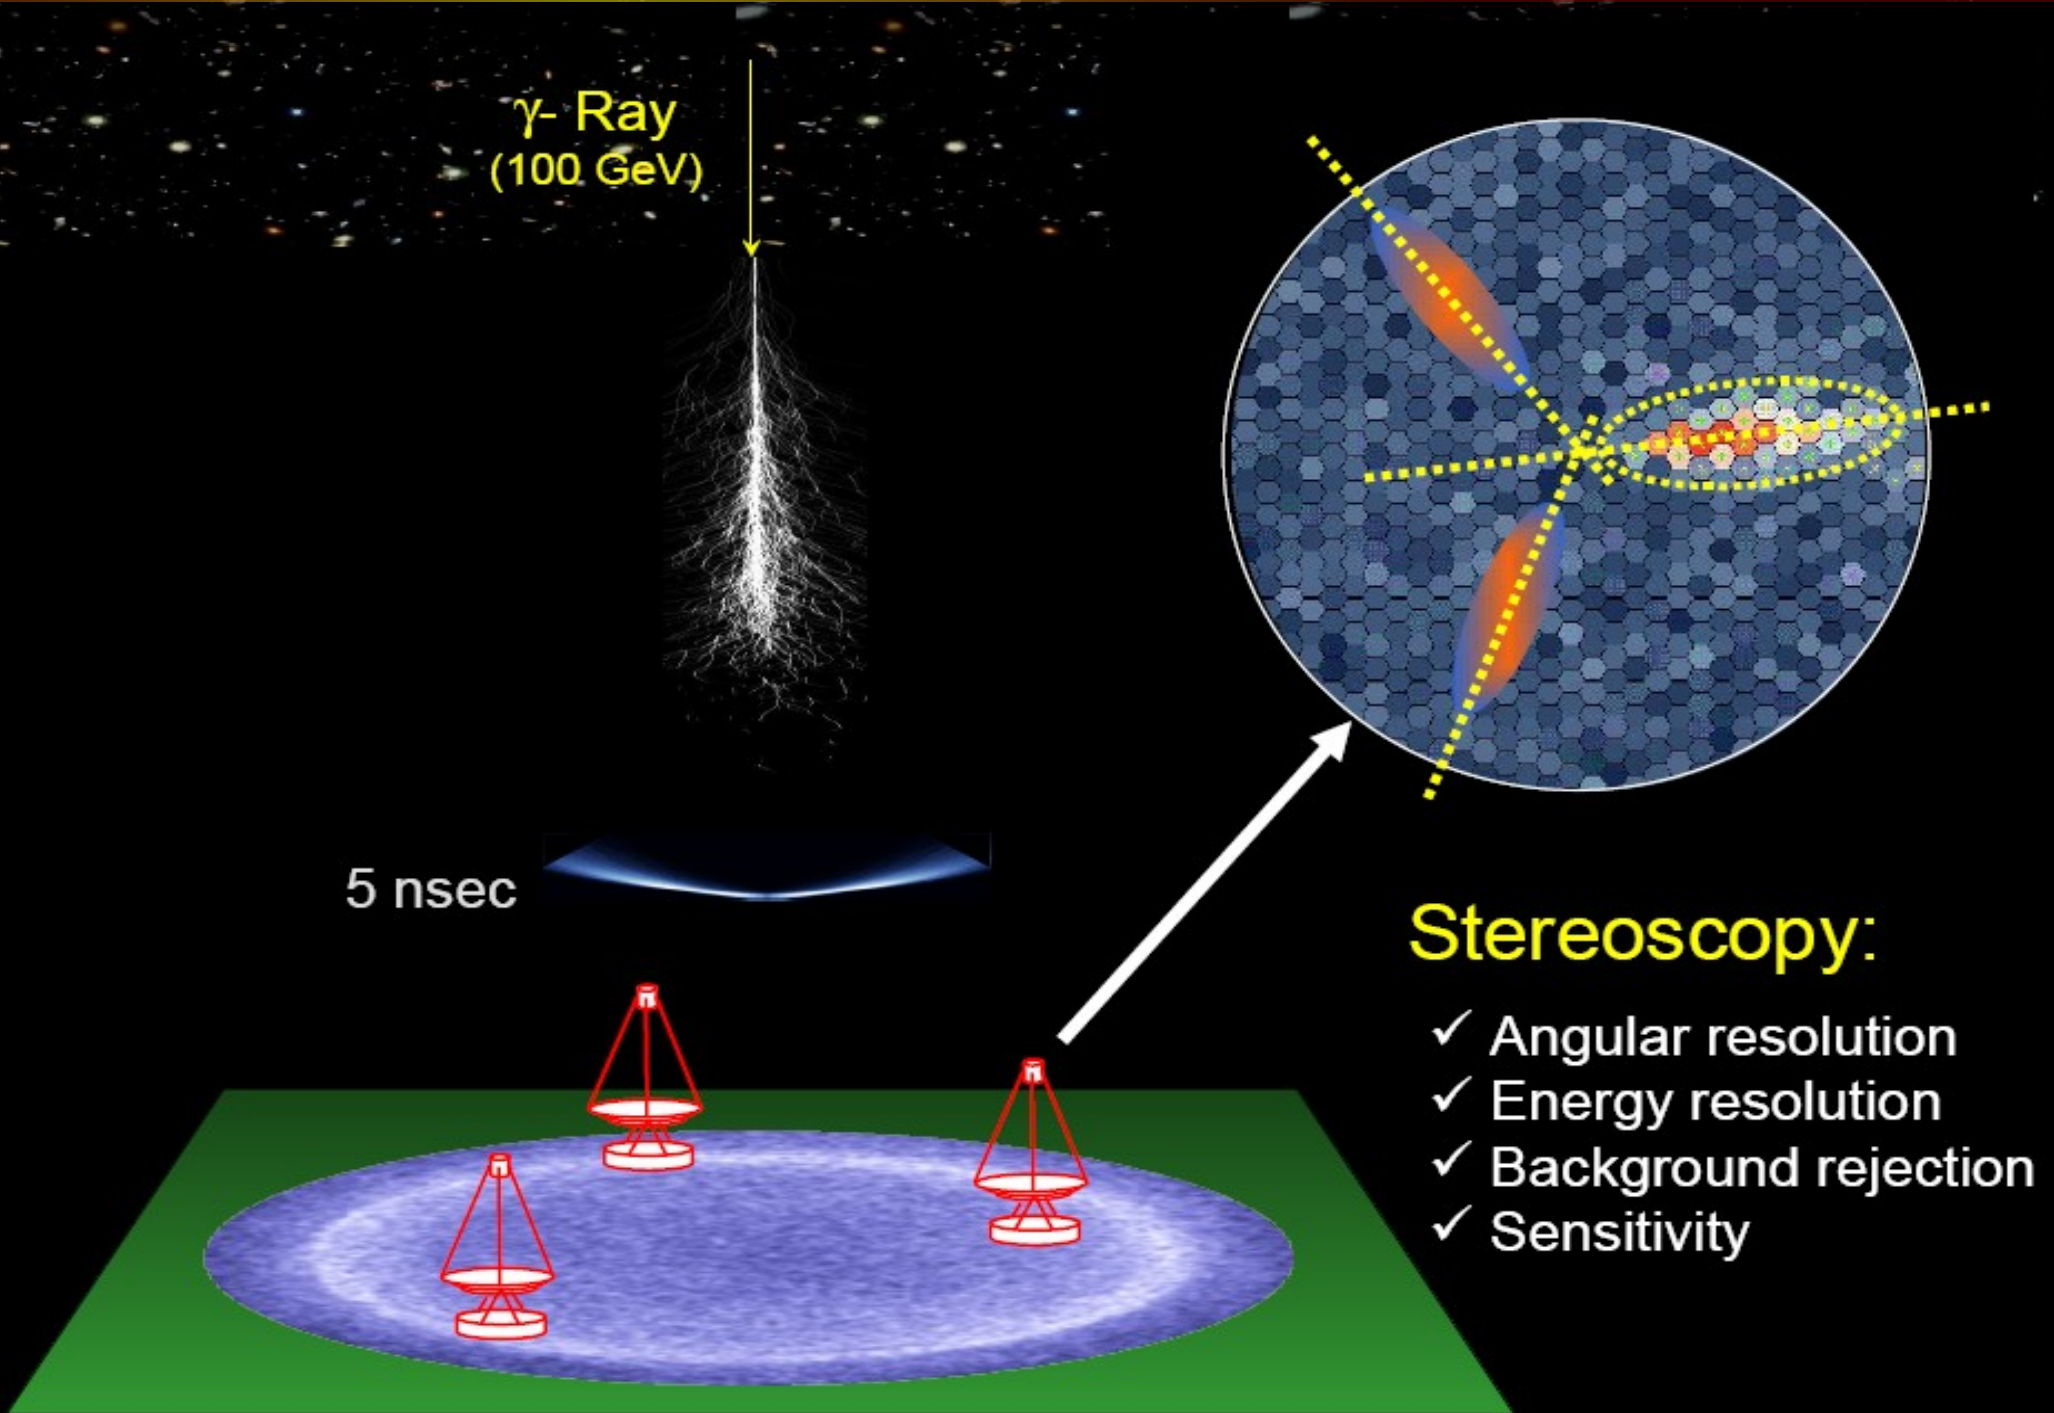 γ- Ray
(100 GeV)
5 nsec
Stereoscopy:
✓ Angular resolution
✓ Energy resolution
✓ Background rejection
✓ Sensitivity